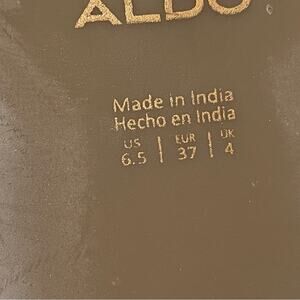 ALDO
Made in India
Hecho en India
US | EUR | UK
6.5 | 37 | 4